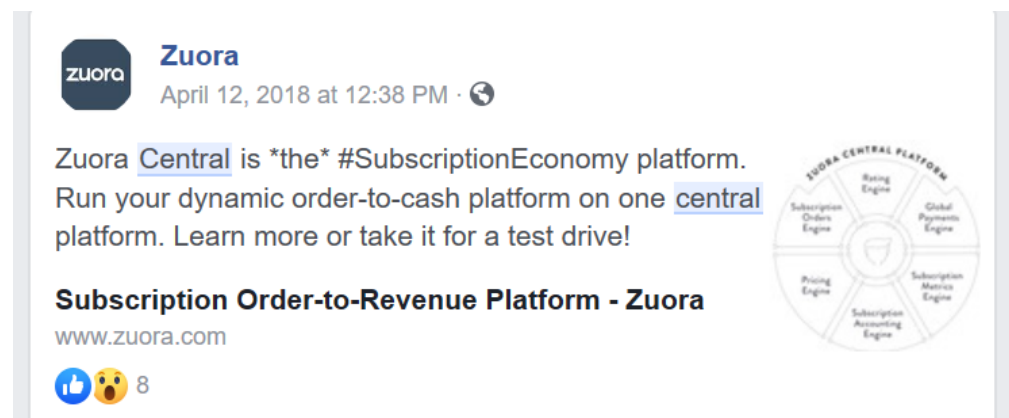 zuora
Zuora
April 12, 2018 at 12:38 PM ·
Zuora Central is *the* #SubscriptionEconomy platform.
Run your dynamic order-to-cash platform on one central
platform. Learn more or take it for a test drive!
Subscription Order-to-Revenue Platform - Zuora
www.zuora.com
8
ZUORA CENTRAL PLATFORM
Rating
Engine
Subscription
Orders
Engine
Global
Payments
Engine
Pricing
Engine
Subscription
Metrics
Engine
Subscription
Accounting
Engine